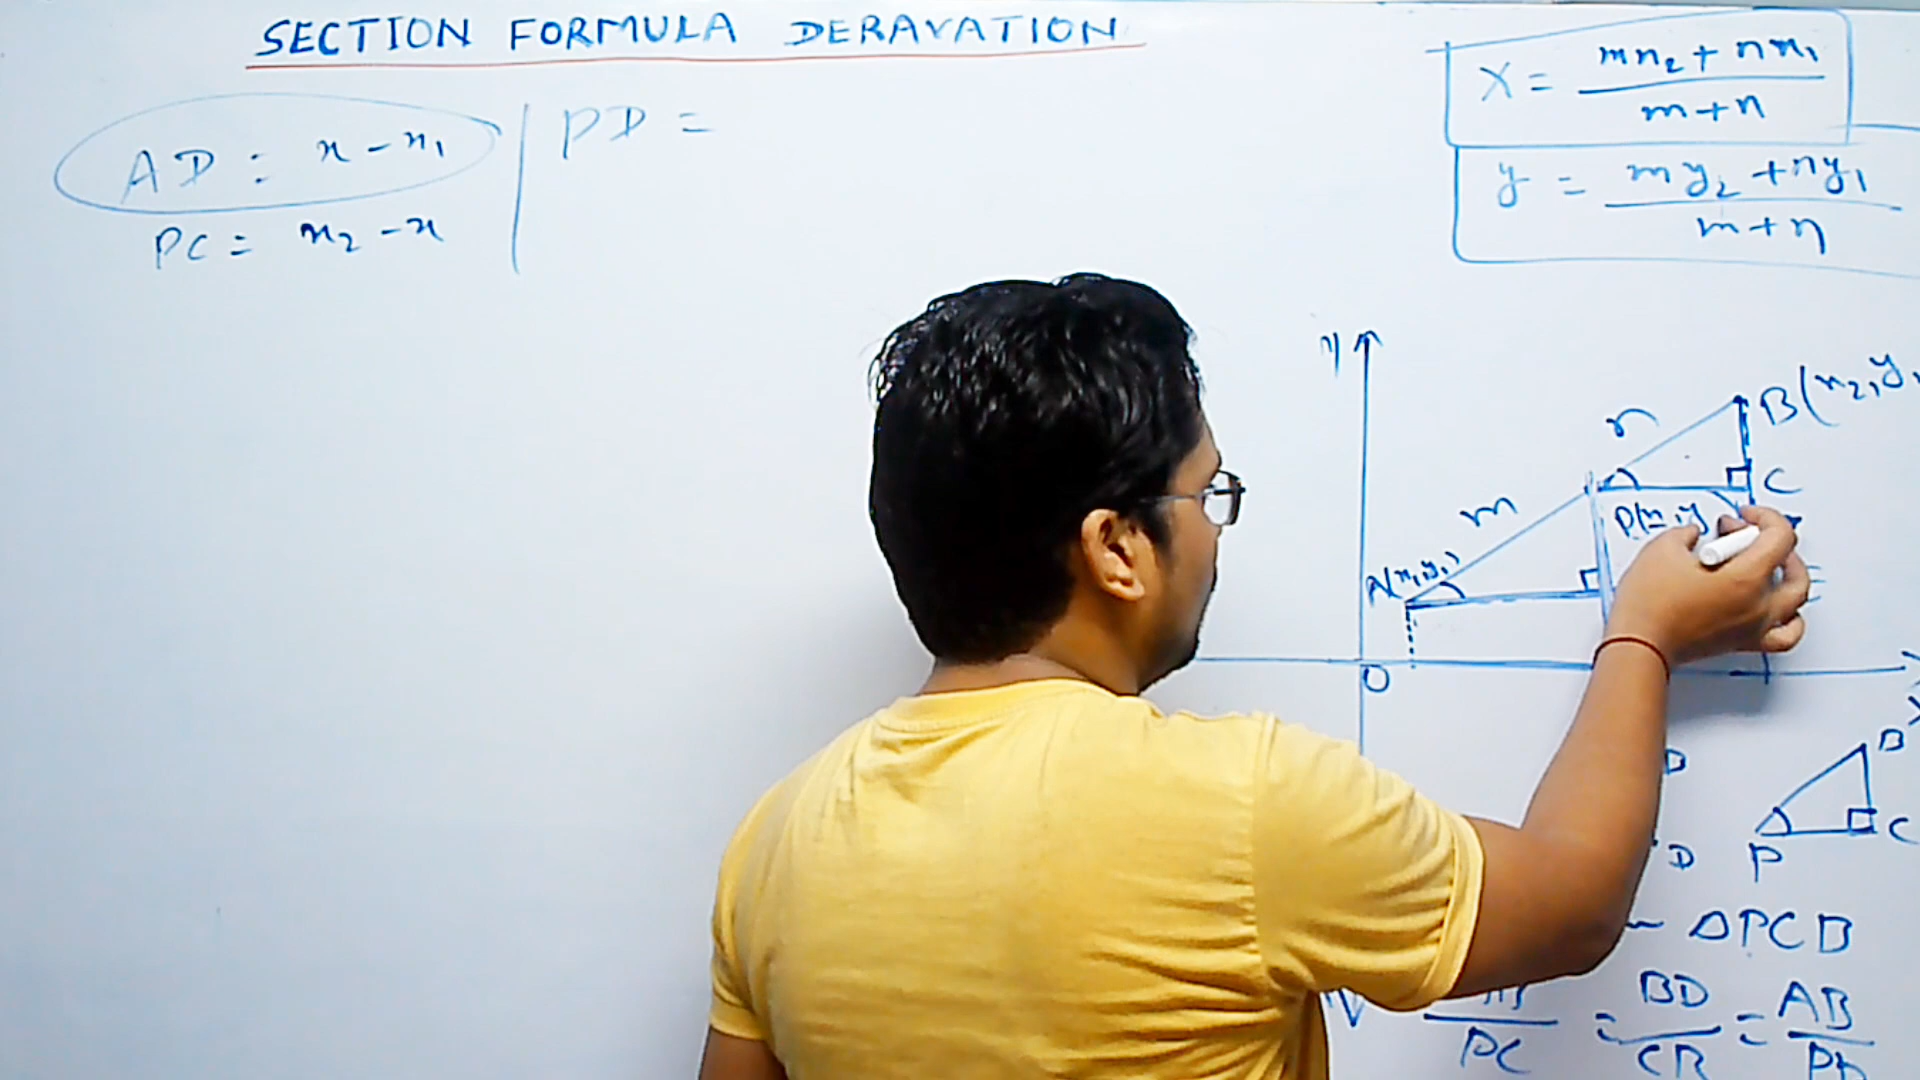 SECTION FORMULA DERAVATION
AD = x - x₁
PC = x₂ - x
PD =
X = (mx₂ + nx₁)/(m+n)
y = (my₂ + ny₁)/(m+n)
y
B(x₂, y
n
C
m
P(x, y
A(x₁, y₁)
O
X
D
B
D
P
C
~ ΔPCB
/PC = BD/CB = AB/